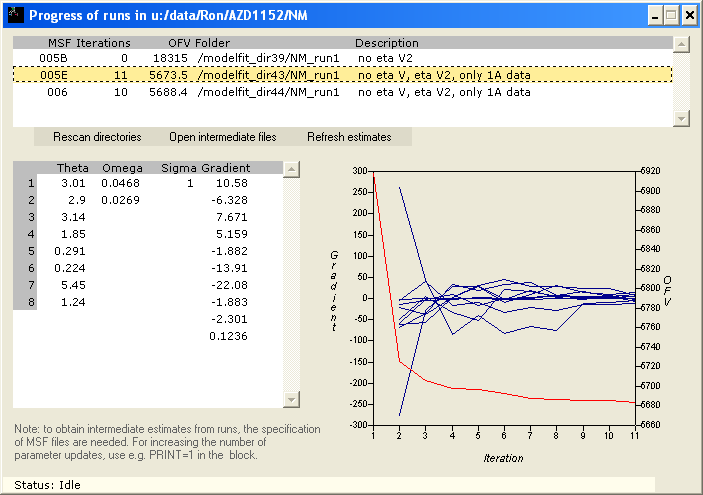 Progress of runs in u:/data/Ron/AZD1152/NM
MSF Iterations OFV Folder Description
005B 0 18315 /modelfit_dir39/NM_run1 no eta V2
005E 11 5673.5 /modelfit_dir43/NM_run1 no eta V, eta V2, only 1A data
006 10 5688.4 /modelfit_dir44/NM_run1 no eta V, eta V2, only 1A data
Rescan directories Open intermediate files Refresh estimates
Theta Omega Sigma Gradient
1 3.01 0.0468 1 10.58
2 2.9 0.0269 -6.328
3 3.14 7.671
4 1.85 5.159
5 0.291 -1.882
6 0.224 -13.91
7 5.45 -22.08
8 1.24 -1.883
-2.301
0.1236
Note: to obtain intermediate estimates from runs, the specification
of MSF files are needed. For increasing the number of
parameter updates, use e.g. PRINT=1 in the block.
300
250
200
150
100
50
0
-50
-100
-150
-200
-250
-300
Gradient
6920
6900
6880
6860
6840
6820
6800
6780
6760
6740
6720
6700
6680
6660
OFV
1 2 3 4 5 6 7 8 9 10 11
Iteration
Status: Idle